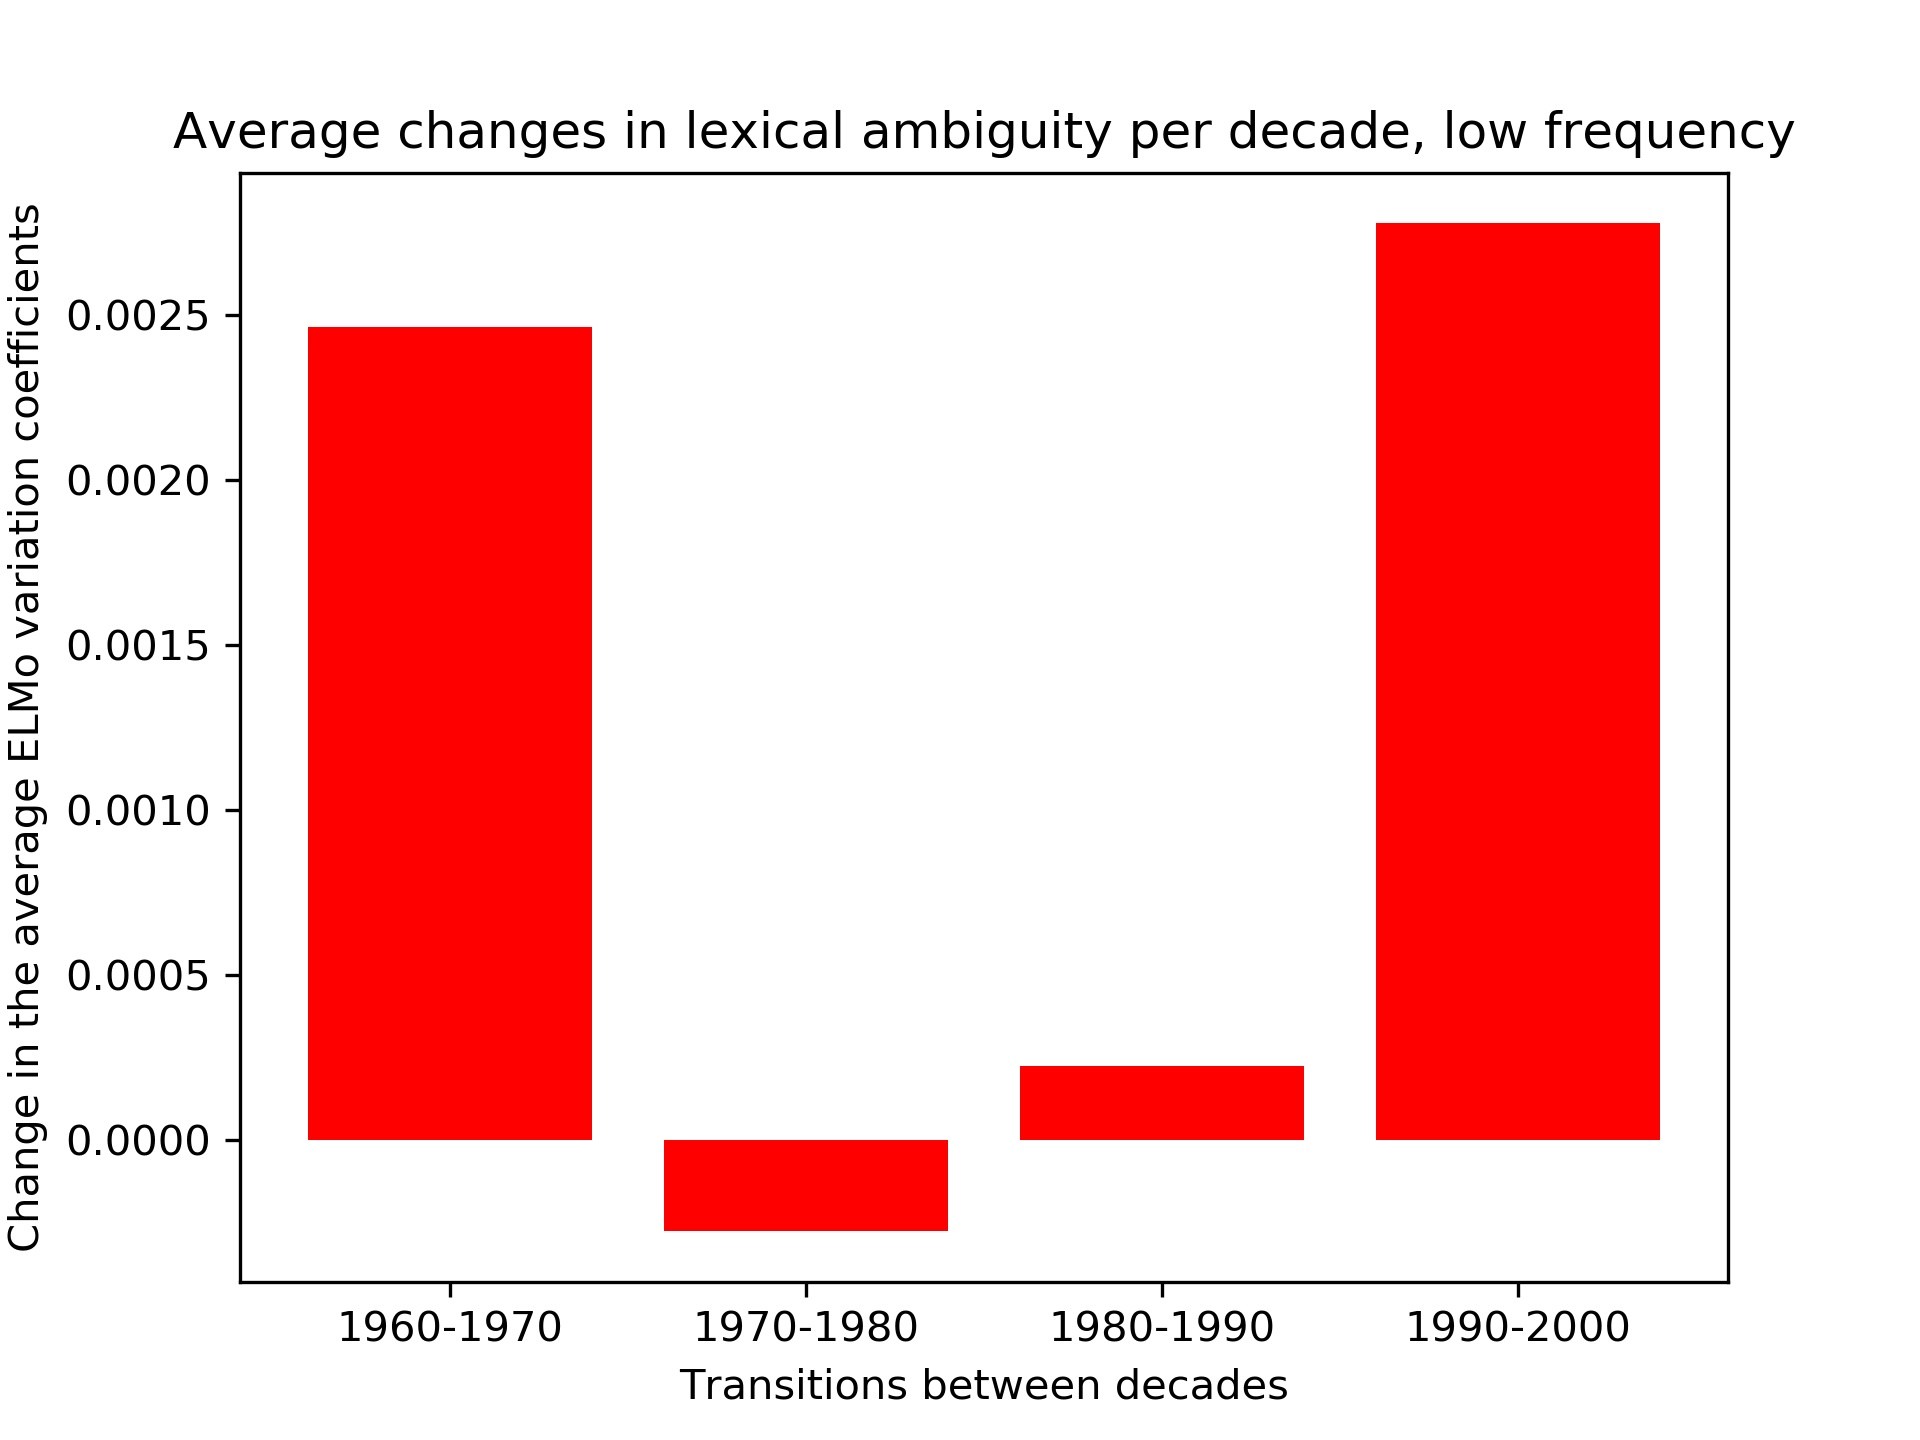 Average changes in lexical ambiguity per decade, low frequency
Change in the average ELMo variation coefficients
0.0025
0.0020
0.0015
0.0010
0.0005
0.0000
1960-1970 1970-1980 1980-1990 1990-2000
Transitions between decades